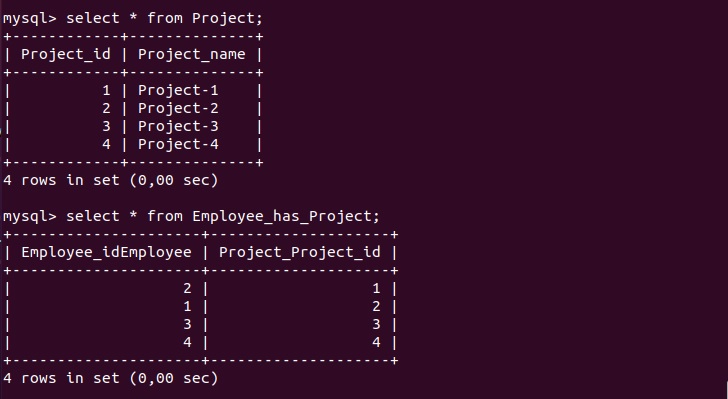 mysql> select * from Project;
+------------+--------------+
| Project_id | Project_name |
+------------+--------------+
|          1 | Project-1    |
|          2 | Project-2    |
|          3 | Project-3    |
|          4 | Project-4    |
+------------+--------------+
4 rows in set (0,00 sec)

mysql> select * from Employee_has_Project;
+---------------------+--------------------+
| Employee_idEmployee | Project_Project_id |
+---------------------+--------------------+
|                   2 |                  1 |
|                   1 |                  2 |
|                   3 |                  3 |
|                   4 |                  4 |
+---------------------+--------------------+
4 rows in set (0,00 sec)